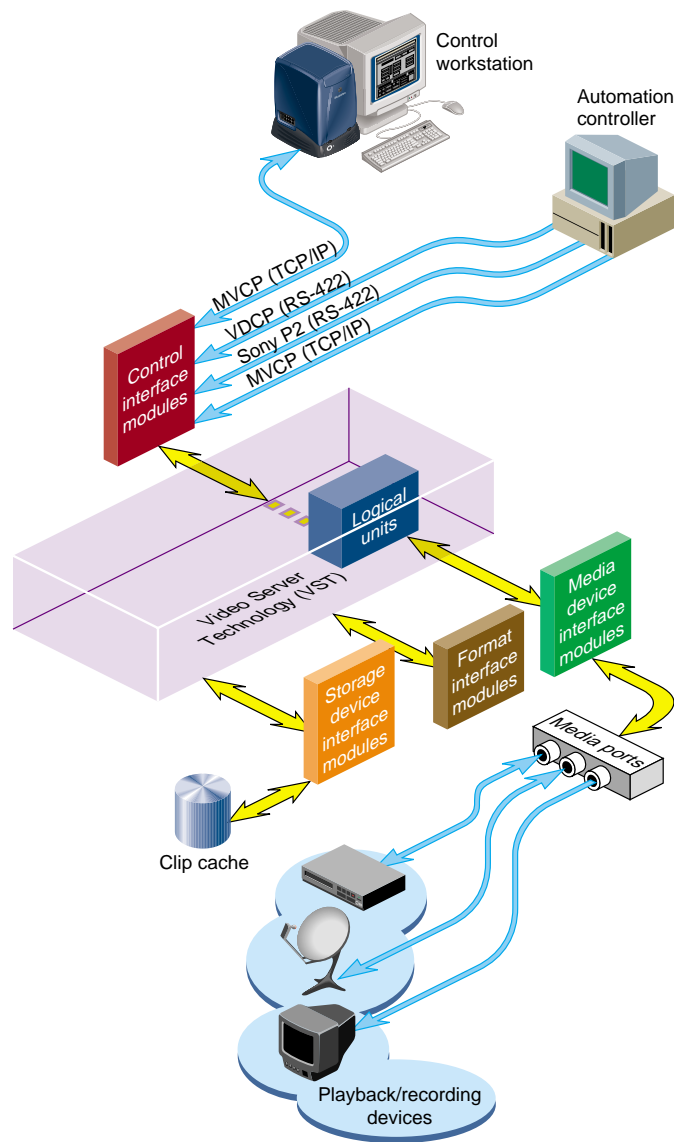 Control
workstation
Automation
controller
MVCP (TCP/IP)
VDCP (RS-422)
Sony P2 (RS-422)
MVCP (TCP/IP)
Control
interface
modules
Logical
units
Video Server
Technology (VST)
Media
device
interface
modules
Format
interface
modules
Storage
device
interface
modules
Media ports
Clip cache
Playback/recording
devices